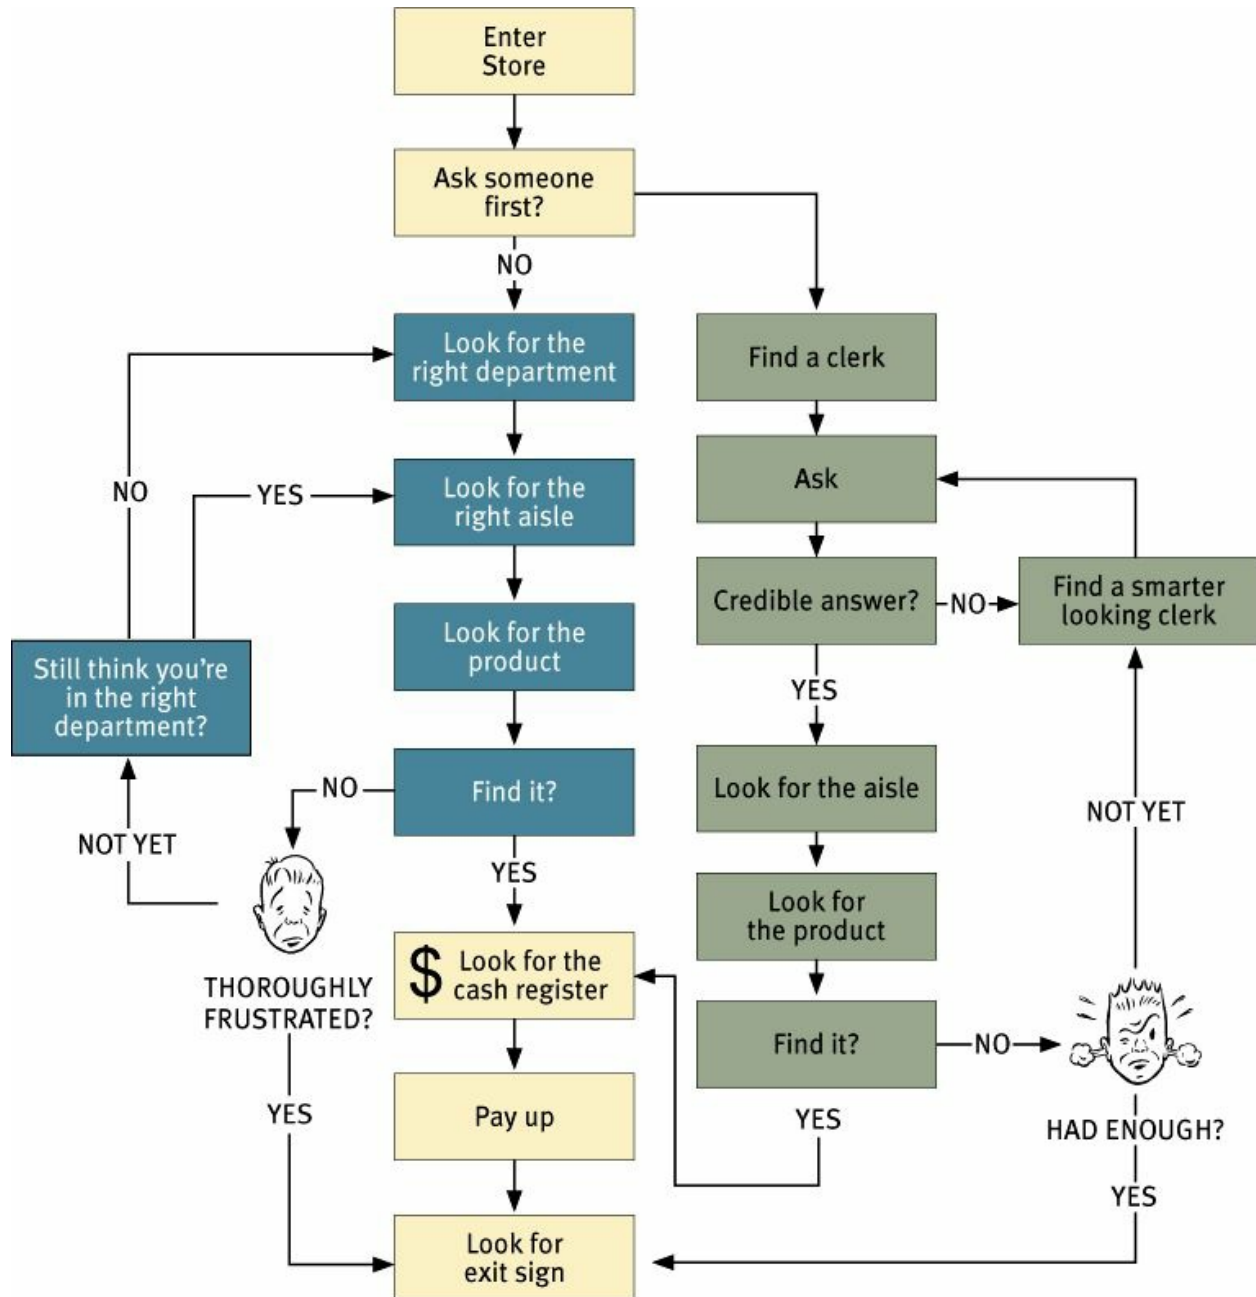 Enter
Store
Ask someone
first?
NO
Look for the
right department
Find a clerk
NO
YES
Look for the
right aisle
Ask
Look for the
product
Credible answer?
NO
Find a smarter
looking clerk
Still think you're
in the right
department?
YES
NO
Find it?
Look for the aisle
NOT YET
NOT YET
YES
Look for
the product
$ Look for the
cash register
THOROUGHLY
FRUSTRATED?
Find it?
NO
YES
Pay up
YES
HAD ENOUGH?
YES
Look for
exit sign